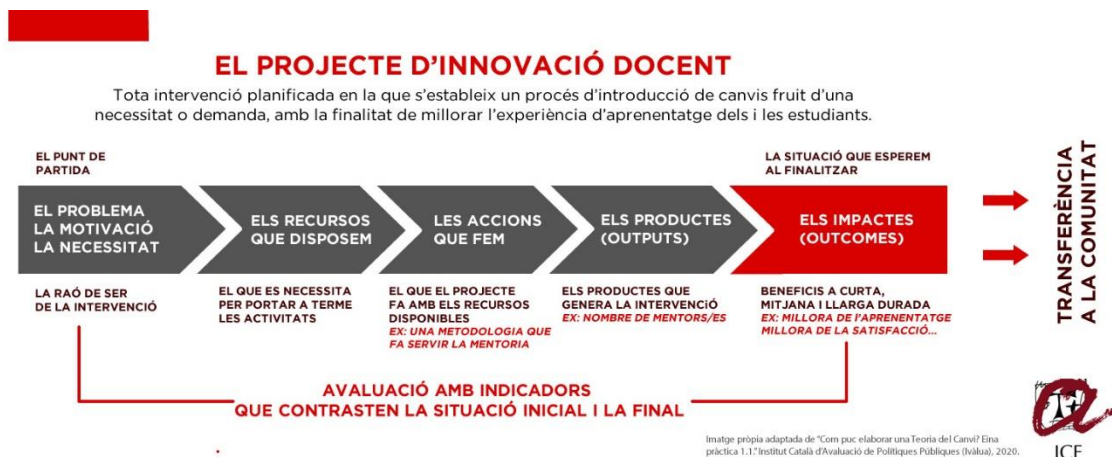 EL PROJECTE D'INNOVACIÓ DOCENT
Tota intervenció planificada en la que s'estableix un procés d'introducció de canvis fruit d'una
necessitat o demanda, amb la finalitat de millorar l'experiència d'aprenentatge dels i les estudiants.
EL PUNT DE
PARTIDA
LA SITUACIÓ QUE ESPEREM
AL FINALITZAR
EL PROBLEMA
LA MOTIVACIÓ
LA NECESSITAT
ELS RECURSOS
QUE DISPOSEM
LES ACCIONS
QUE FEM
ELS PRODUCTES
(OUTPUTS)
ELS IMPACTES
(OUTCOMES)
LA RAÓ DE SER
DE LA INTERVENCIÓ
EL QUE ES NECESSITA
PER PORTAR A TERME
LES ACTIVITATS
EL QUE EL PROJECTE
FA AMB ELS RECURSOS
DISPONIBLES
EX: UNA METODOLOGIA QUE
FA SERVIR LA MENTORIA
ELS PRODUCTES QUE
GENERA LA INTERVENCIÓ
EX: NOMBRE DE MENTORS/ES
BENEFICIS A CURTA,
MITJANA I LLARGA DURADA
EX: MILLORA DE L'APRENENTATGE
MILLORA DE LA SATISFACCIÓ...
TRANSFERÈNCIA
A LA COMUNITAT
AVALUACIÓ AMB INDICADORS
QUE CONTRASTEN LA SITUACIÓ INICIAL I LA FINAL
Imatge pròpia adaptada de "Com puc elaborar una Teoria del Canvi? Eina
pràctica 1.1." Institut Català d'Avaluació de Polítiques Públiques (Ivàlua), 2020.
ICE